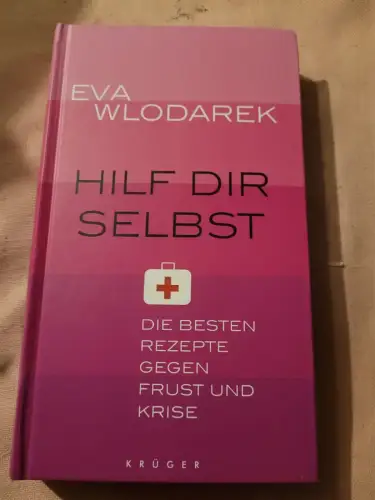 EVA
WLODAREK
HILF DIR
SELBST
DIE BESTEN
REZEPTE
GEGEN
FRUST UND
KRISE
KRÜGER